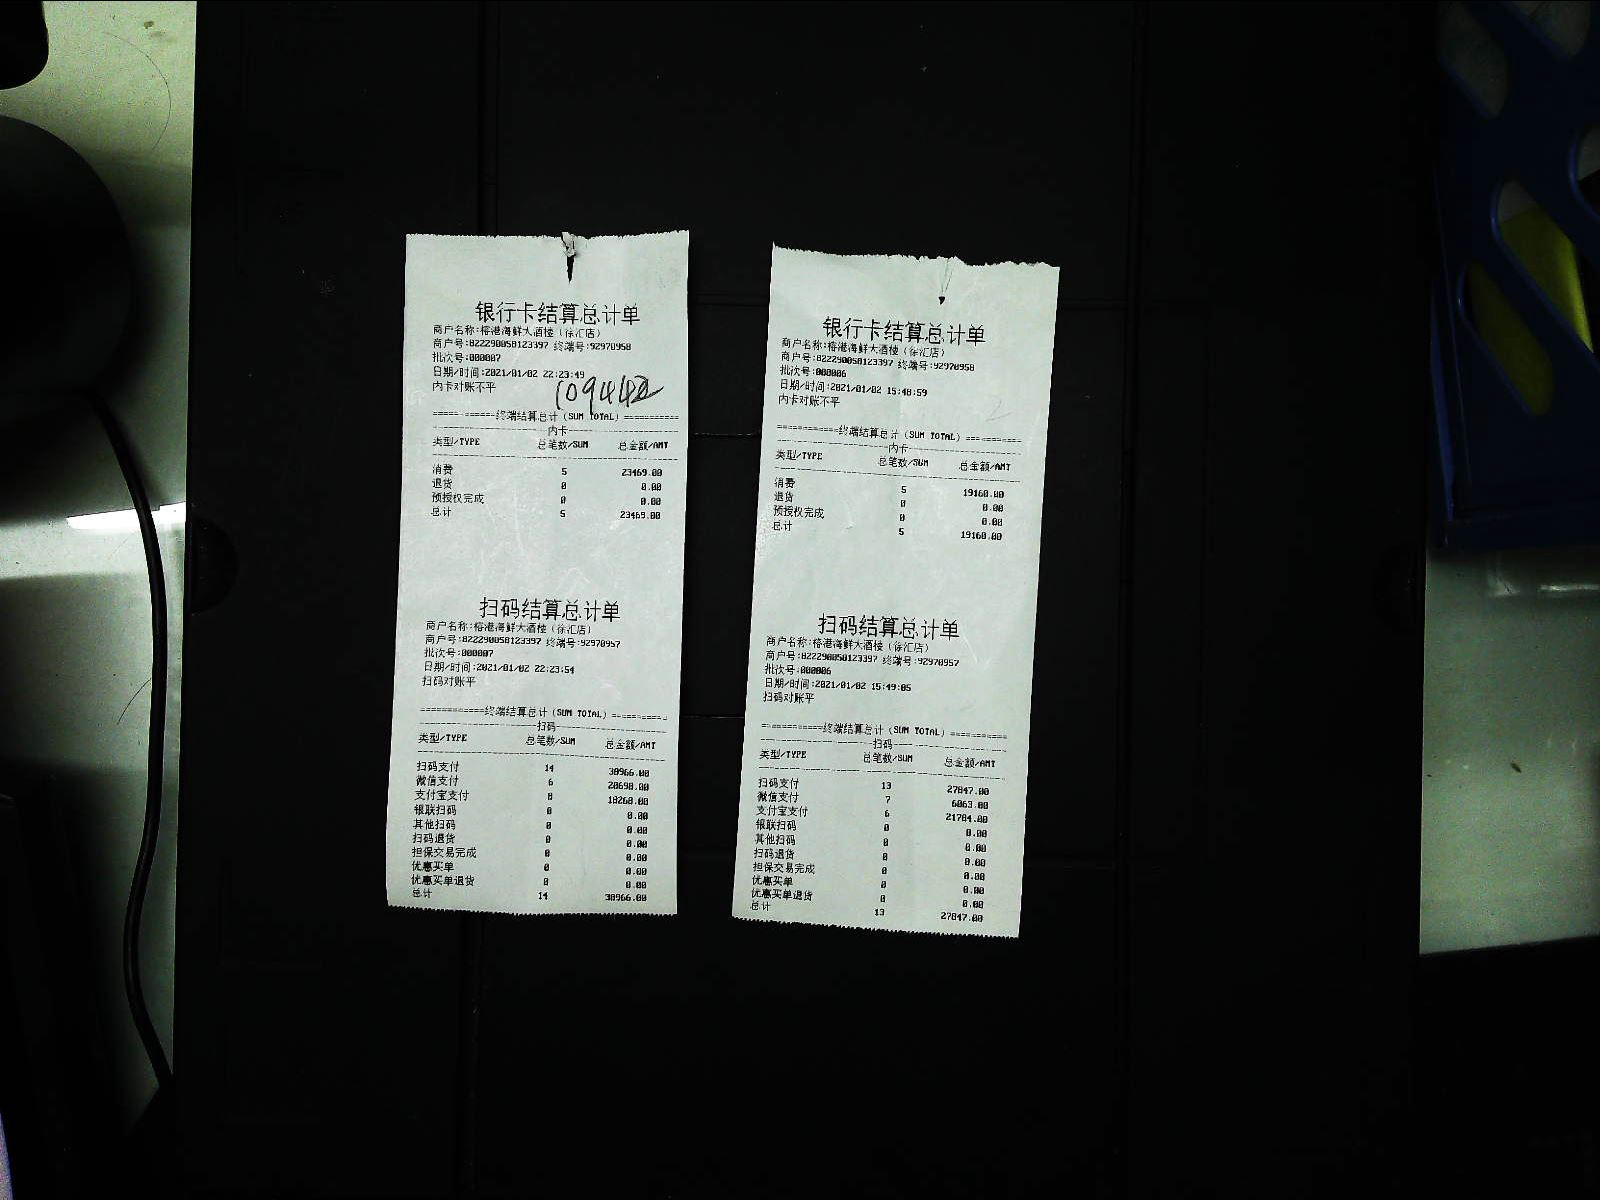 银行卡结算总计单
商户名称:榕港海鲜大酒楼(徐汇店)
商户号:822290058123397 终端号:92970958
批次号:000007
日期/时间:2021/01/02 22:23:49
内卡对账不平
109442
============终端结算总计(SUM TOTAL)============
内卡
类型/TYPE 总笔数/SUM 总金额/AMT
消费 5 23469.00
退货 0 0.00
预授权完成 0 0.00
总计 5 23469.00
扫码结算总计单
商户名称:榕港海鲜大酒楼(徐汇店)
商户号:822290058123397 终端号:92970957
批次号:000007
日期/时间:2021/01/02 22:23:54
扫码对账平
============终端结算总计(SUM TOTAL)============
扫码
类型/TYPE 总笔数/SUM 总金额/AMT
扫码支付 14 38966.00
微信支付 6 20698.00
支付宝支付 8 18268.00
银联扫码 0 0.00
其他扫码 0 0.00
扫码退货 0 0.00
担保交易完成 0 0.00
优惠买单 0 0.00
优惠买单退货 0 0.00
总计 14 38966.00
银行卡结算总计单
商户名称:榕港海鲜大酒楼(徐汇店)
商户号:822290058123397 终端号:92970958
批次号:000006
日期/时间:2021/01/02 15:48:59
内卡对账不平
============终端结算总计(SUM TOTAL)============
内卡
类型/TYPE 总笔数/SUM 总金额/AMT
消费 5 19160.00
退货 0 0.00
预授权完成 0 0.00
总计 5 19160.00
扫码结算总计单
商户名称:榕港海鲜大酒楼(徐汇店)
商户号:822290058123397 终端号:92970957
批次号:000006
日期/时间:2021/01/02 15:49:05
扫码对账平
============终端结算总计(SUM TOTAL)============
扫码
类型/TYPE 总笔数/SUM 总金额/AMT
扫码支付 13 27847.00
微信支付 7 6063.00
支付宝支付 6 21784.00
银联扫码 0 0.00
其他扫码 0 0.00
扫码退货 0 0.00
担保交易完成 0 0.00
优惠买单 0 0.00
优惠买单退货 0 0.00
总计 13 27847.00